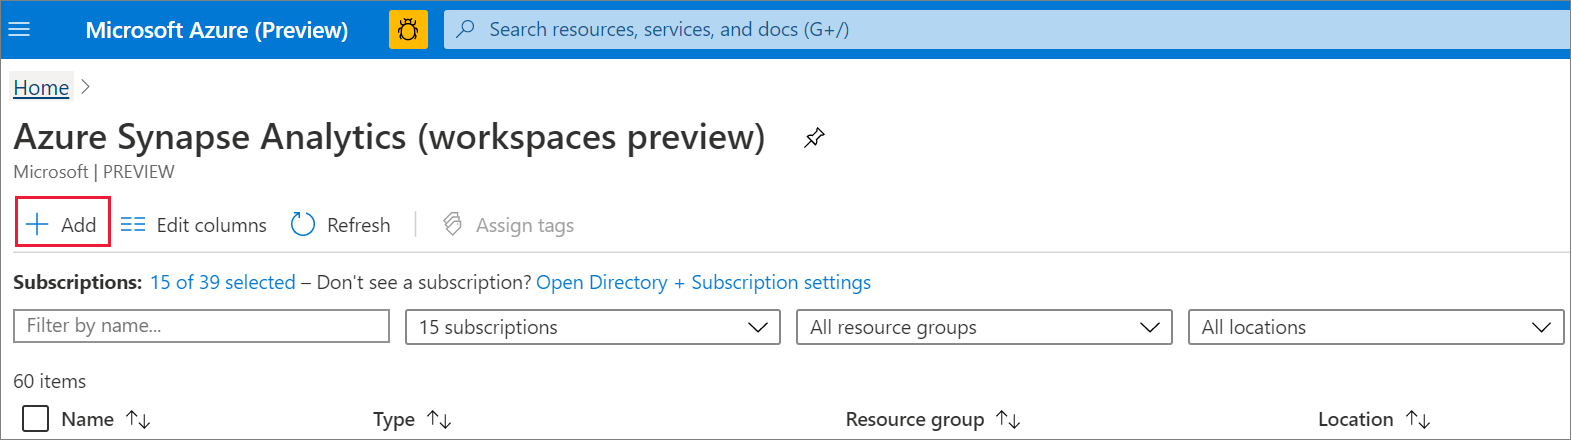 Microsoft Azure (Preview) Search resources, services, and docs (G+/)
Home
Azure Synapse Analytics (workspaces preview)
Microsoft | PREVIEW
Add Edit columns Refresh Assign tags
Subscriptions: 15 of 39 selected – Don't see a subscription? Open Directory + Subscription settings
Filter by name... 15 subscriptions All resource groups All locations
60 items
Name Type Resource group Location